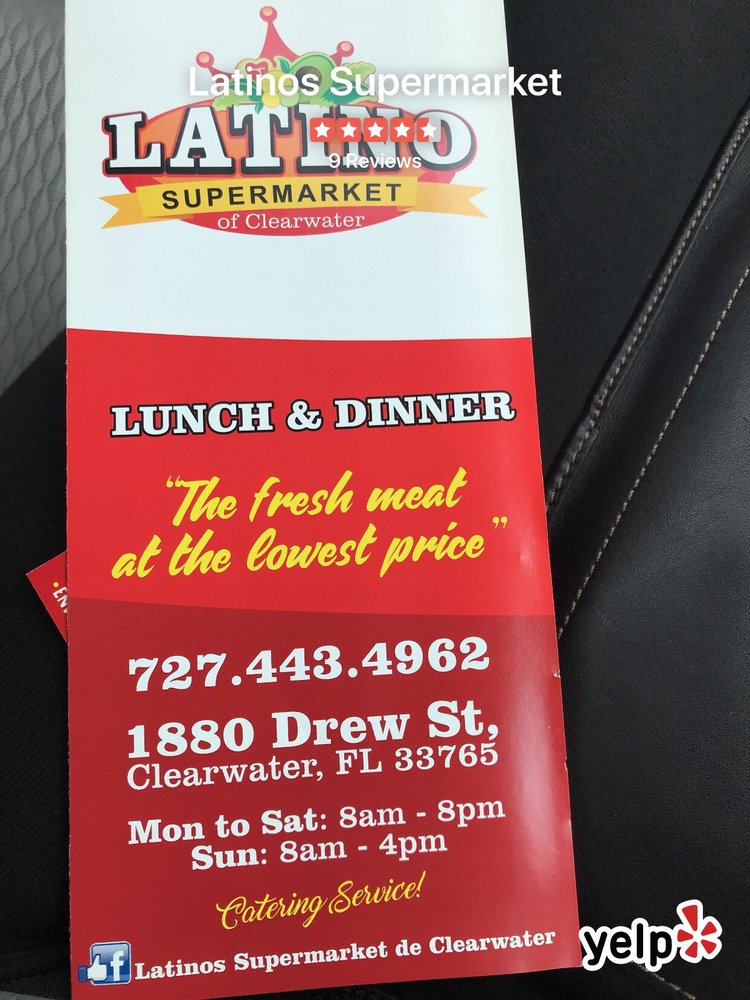 Latinos Supermarket
LATINO
9 Reviews
SUPERMARKET
of Clearwater
LUNCH & DINNER
"The fresh meat
at the lowest price"
727.443.4962
1880 Drew St,
Clearwater, FL 33765
Mon to Sat: 8am - 8pm
Sun: 8am - 4pm
Catering Service!
f Latinos Supermarket de Clearwater
yelp